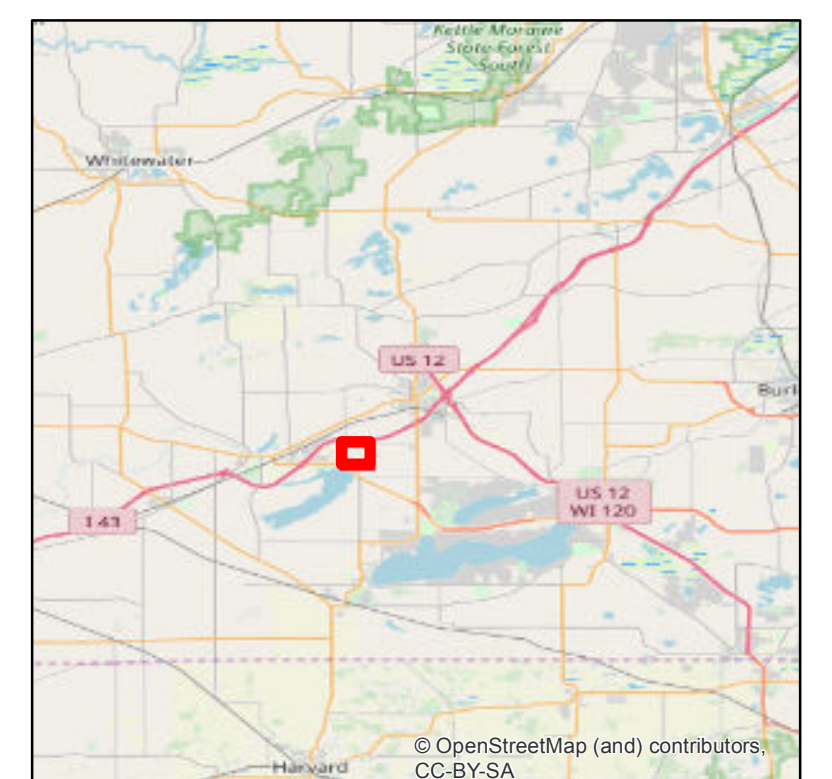 Kettle Moraine
State Forest
South
Whitewater
US 12
Burl
US 12
WI 120
I 43
Harvard
© OpenStreetMap (and) contributors,
CC-BY-SA